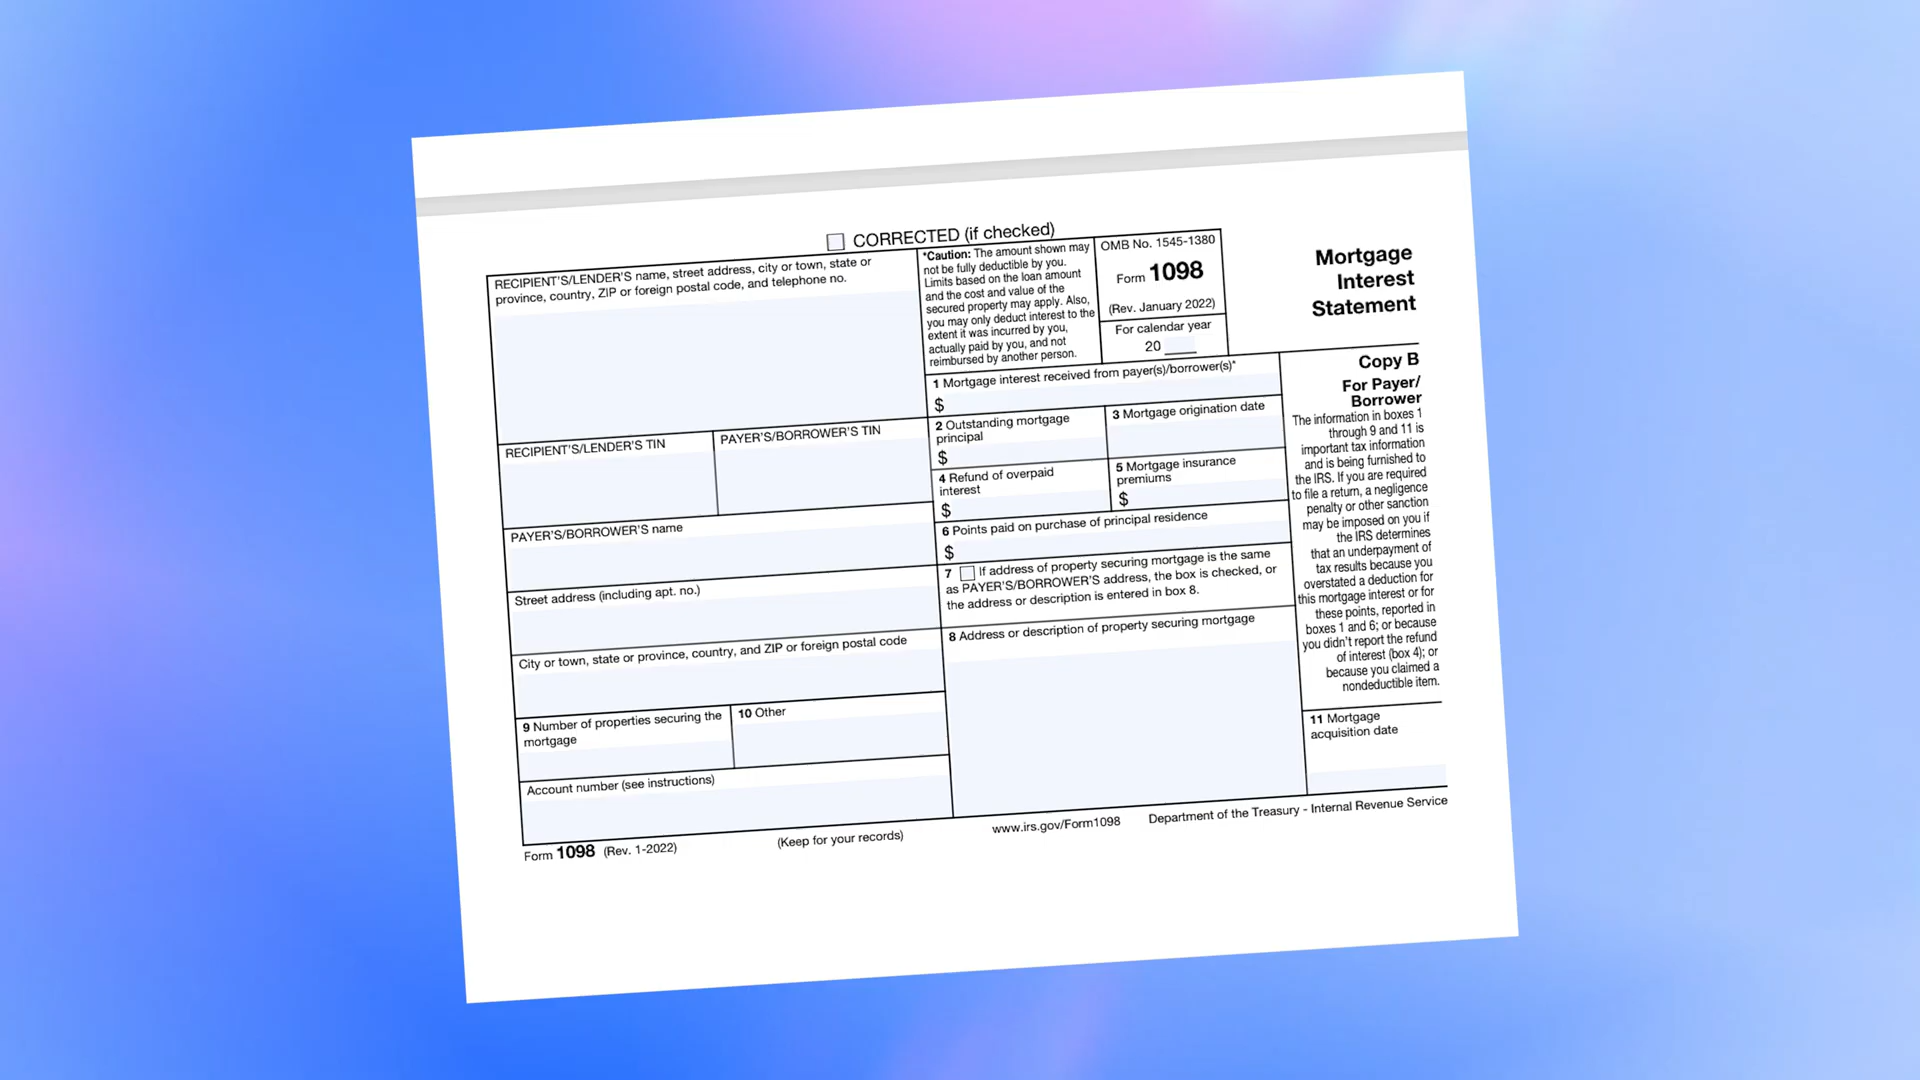 CORRECTED (if checked)
RECIPIENT'S/LENDER'S name, street address, city or town, state or
province, country, ZIP or foreign postal code, and telephone no.
*Caution: The amount shown may
not be fully deductible by you.
Limits based on the loan amount
and the cost and value of the
secured property may apply. Also,
you may only deduct interest to the
extent it was incurred by you,
actually paid by you, and not
reimbursed by another person.
OMB No. 1545-1380
Form 1098
(Rev. January 2022)
For calendar year
20
Mortgage
Interest
Statement
1 Mortgage interest received from payer(s)/borrower(s)*
$
Copy B
For Payer/
Borrower
The information in boxes 1
through 9 and 11 is
important tax information
and is being furnished to
the IRS. If you are required
to file a return, a negligence
penalty or other sanction
may be imposed on you if
the IRS determines
that an underpayment of
tax results because you
overstated a deduction for
this mortgage interest or for
these points, reported in
boxes 1 and 6; or because
you didn't report the refund
of interest (box 4); or
because you claimed a
nondeductible item.
RECIPIENT'S/LENDER'S TIN
PAYER'S/BORROWER'S TIN
2 Outstanding mortgage
principal
$
3 Mortgage origination date
4 Refund of overpaid
interest
$
5 Mortgage insurance
premiums
$
PAYER'S/BORROWER'S name
6 Points paid on purchase of principal residence
$
Street address (including apt. no.)
7 If address of property securing mortgage is the same
as PAYER'S/BORROWER'S address, the box is checked, or
the address or description is entered in box 8.
City or town, state or province, country, and ZIP or foreign postal code
8 Address or description of property securing mortgage
9 Number of properties securing the
mortgage
10 Other
11 Mortgage
acquisition date
Account number (see instructions)
Form 1098 (Rev. 1-2022)
(Keep for your records)
www.irs.gov/Form1098
Department of the Treasury - Internal Revenue Service